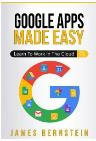 GOOGLE APPS
MADE EASY
Learn To Work In The Cloud
JAMES BERNSTEIN